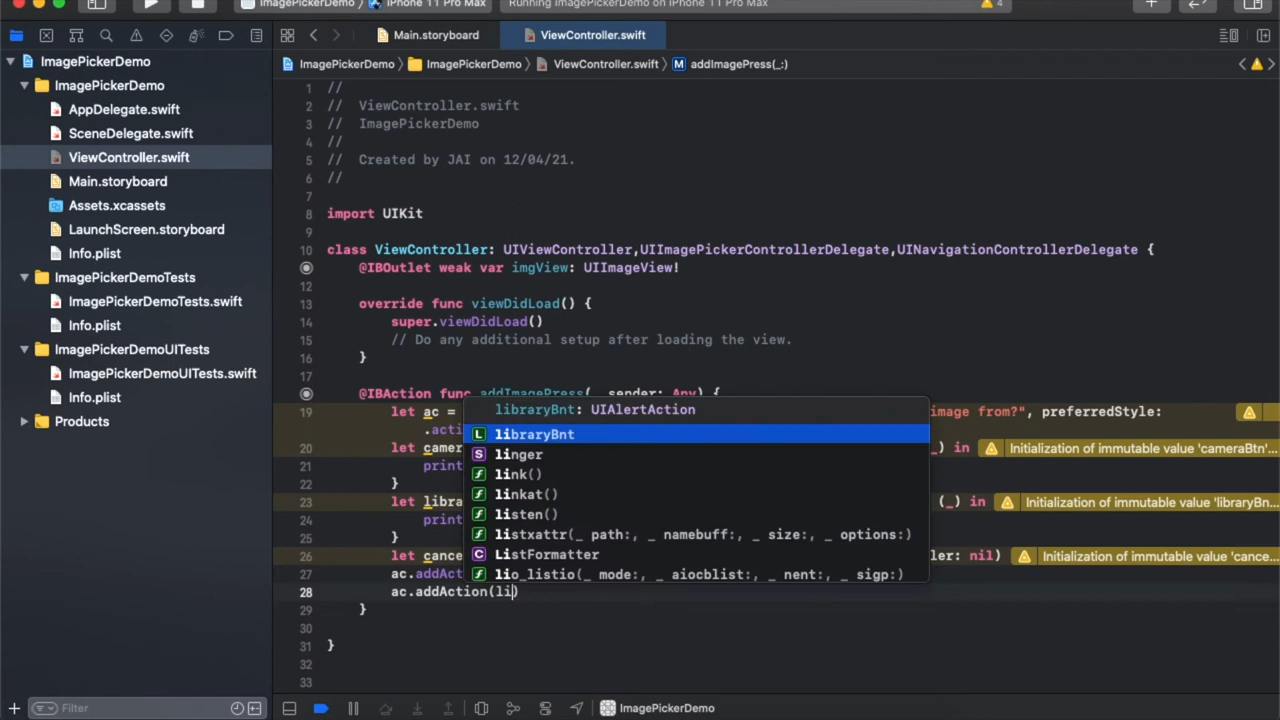 ImagePickerDemo iPhone 11 Pro Max Running ImagePickerDemo on iPhone 11 Pro Max 4
Main.storyboard ViewController.swift
ImagePickerDemo ImagePickerDemo ViewController.swift M addImagePress(_:)
ImagePickerDemo
ImagePickerDemo
AppDelegate.swift
SceneDelegate.swift
ViewController.swift
Main.storyboard
Assets.xcassets
LaunchScreen.storyboard
Info.plist
ImagePickerDemoTests
ImagePickerDemoTests.swift
Info.plist
ImagePickerDemoUITests
ImagePickerDemoUITests.swift
Info.plist
Products
Filter
1 //
2 // ViewController.swift
3 // ImagePickerDemo
4 //
5 // Created by JAI on 12/04/21.
6 //
7
8 import UIKit
9
10 class ViewController: UIViewController,UIImagePickerControllerDelegate,UINavigationControllerDelegate {
@IBOutlet weak var imgView: UIImageView!
12
13 override func viewDidLoad() {
14 super.viewDidLoad()
15 // Do any additional setup after loading the view.
16 }
17
@IBAction func addImagePress(_ sender: Any) {
19 let ac = image from?", preferredStyle:
.acti
20 let camer _) in Initialization of immutable value 'cameraBtn'...
21 print
22 }
23 let libra (_) in Initialization of immutable value 'libraryBn...
24 print
25 }
26 let cance ler: nil) Initialization of immutable value 'cance...
27 ac.addAct
28 ac.addAction(li)
29 }
30
31 }
32
33
libraryBnt: UIAlertAction
L libraryBnt
S linger
f link()
f linkat()
f listen()
f listxattr(_ path:, _ namebuff:, _ size:, _ options:)
C ListFormatter
f lio_listio(_ mode:, _ aiocblist:, _ nent:, _ sigp:)
ImagePickerDemo